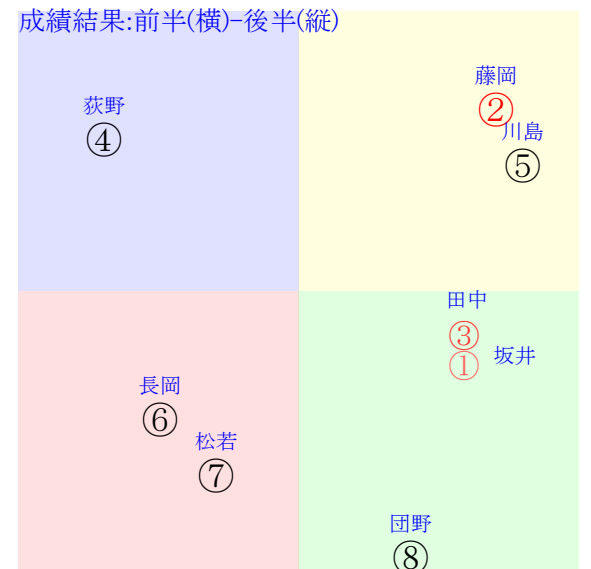 成績結果:前半(横)-後半(縦)
藤岡
②
荻野
④
川島
⑤
田中
③
坂井
①
長岡
⑥
松若
⑦
団野
⑧